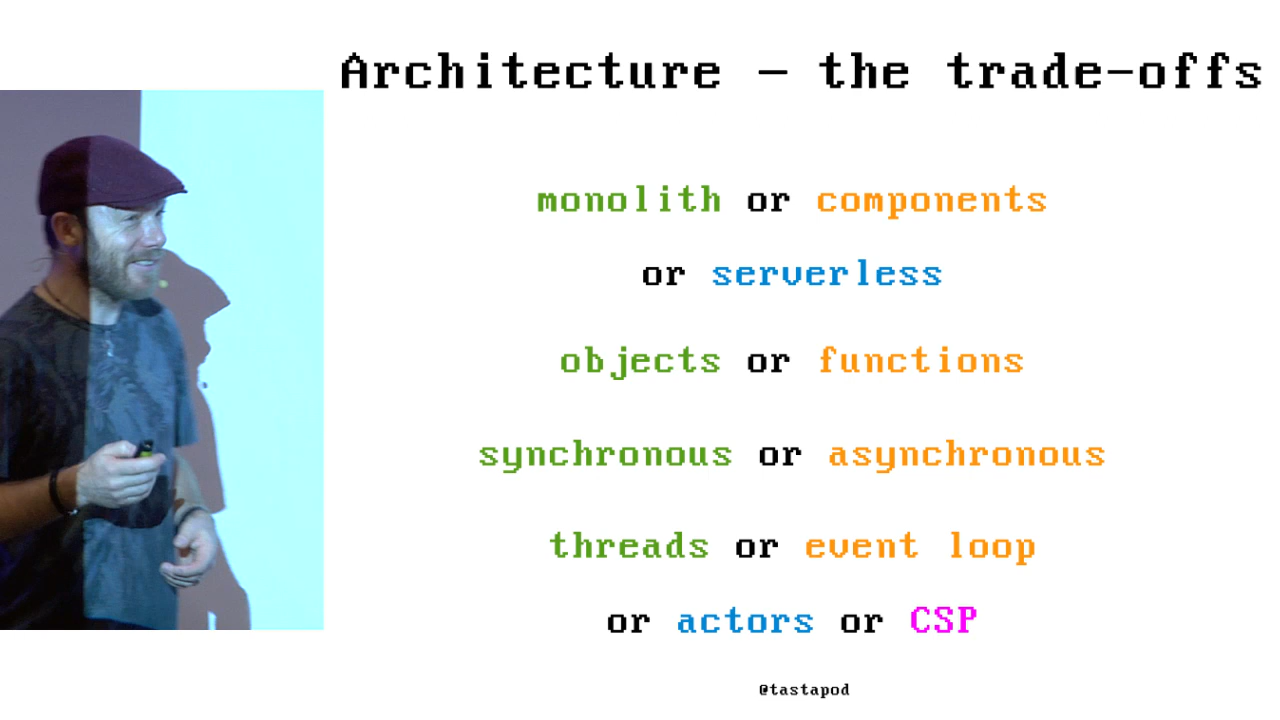 Architecture - the trade-offs
monolith or components
or serverless
objects or functions
synchronous or asynchronous
threads or event loop
or actors or CSP
@tastapod